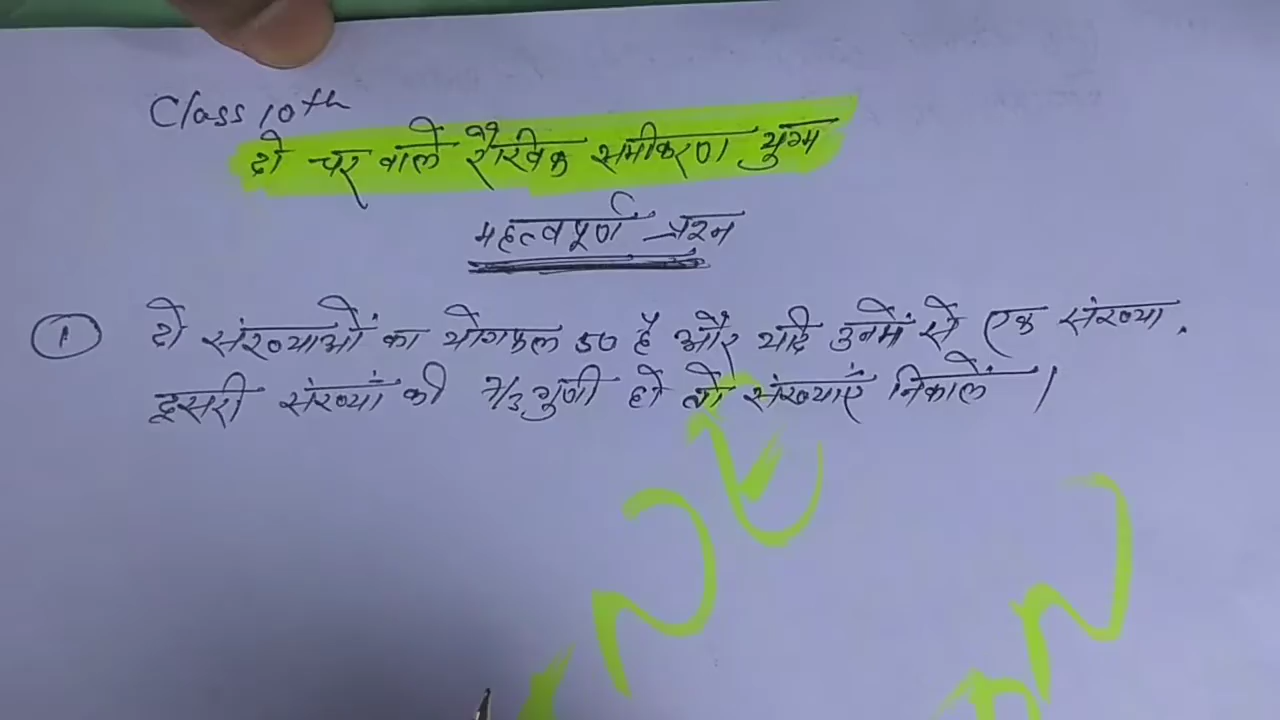 Class 10th
दो चर वाले रैखिक समीकरण युग्म
महत्वपूर्ण प्रश्न
① दो संख्याओं का योगफल 50 है और यदि उनमें से एक संख्या
दूसरी संख्यां की 7/3 गुणी हो तो संख्याएं निकालें ।